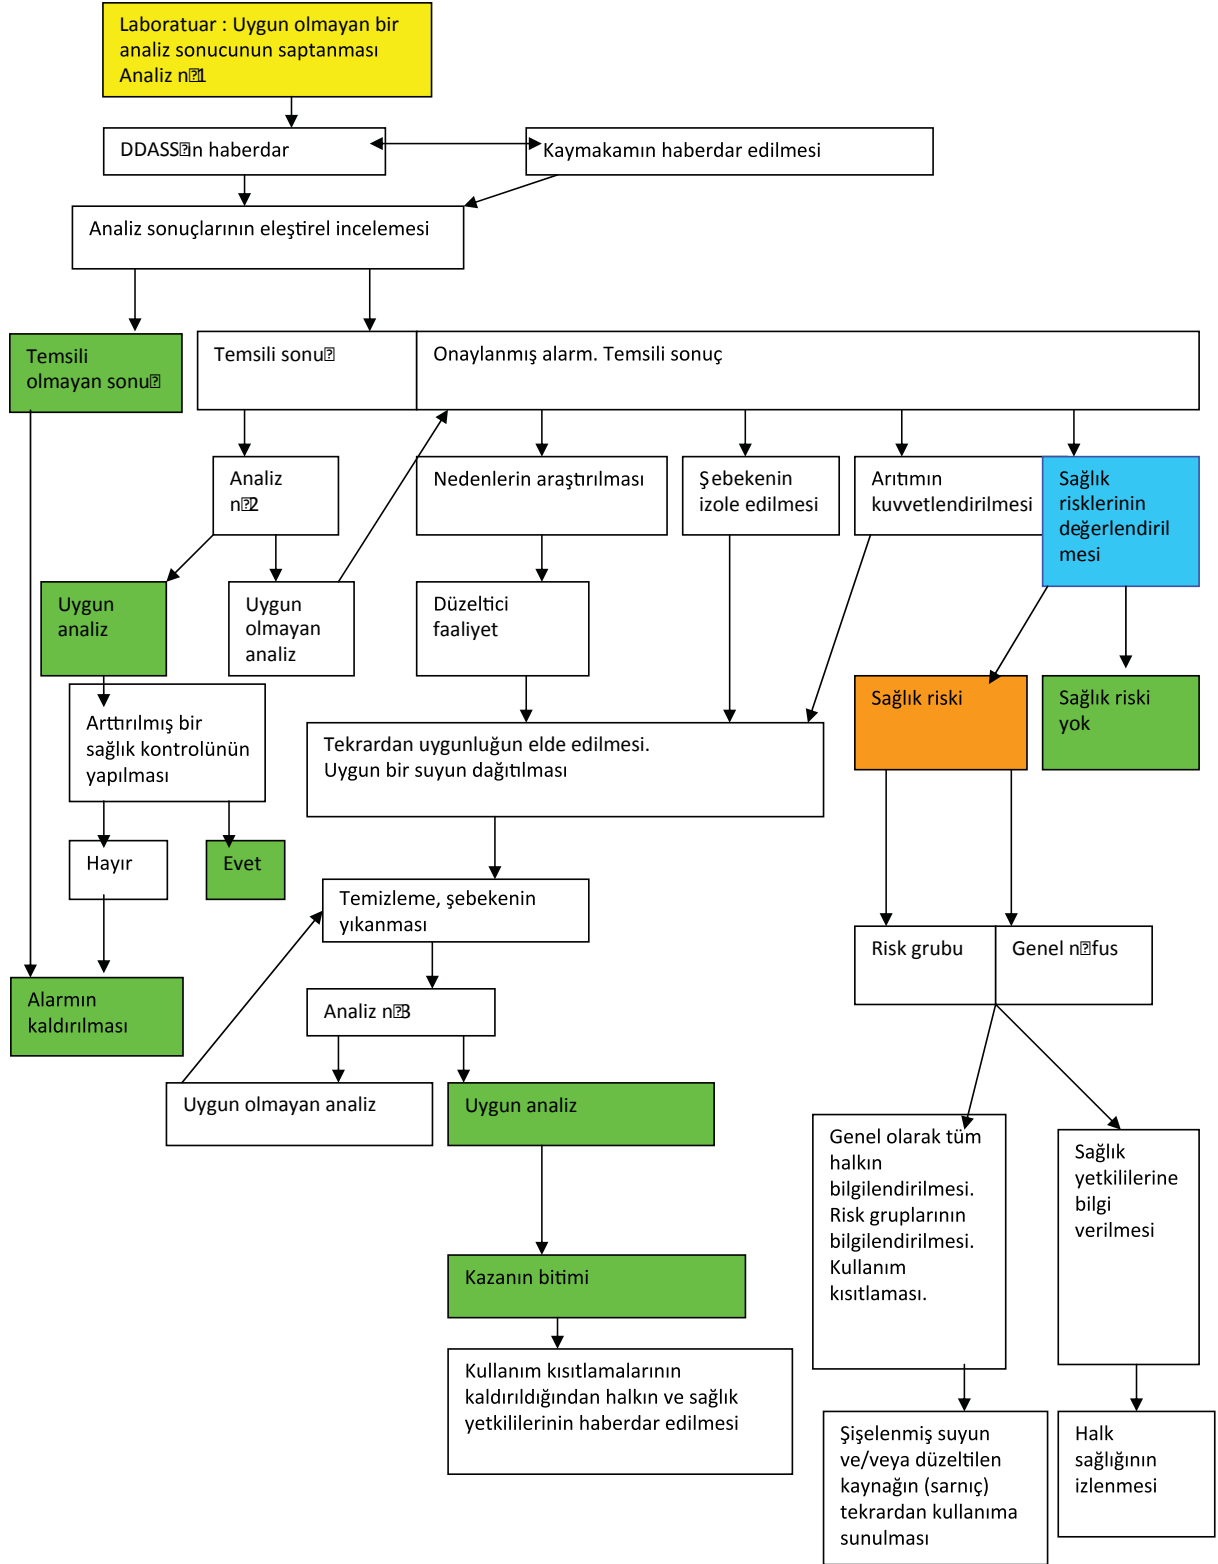 Laboratuar : Uygun olmayan bir
analiz sonucunun saptanması
Analiz n�1
DDASS�in haberdar
Kaymakamın haberdar edilmesi
Analiz sonuçlarının eleştirel incelemesi
Temsili
olmayan sonu�
Temsili sonu�
Onaylanmış alarm. Temsili sonuç
Analiz
n�2
Nedenlerin araştırılması
Şebekenin
izole edilmesi
Arıtımın
kuvvetlendirilmesi
Sağlık
risklerinin
değerlendiril
mesi
Uygun
analiz
Uygun
olmayan
analiz
Düzeltici
faaliyet
Sağlık riski
Sağlık riski
yok
Arttırılmış bir
sağlık kontrolünün
yapılması
Tekrardan uygunluğun elde edilmesi.
Uygun bir suyun dağıtılması
Hayır
Evet
Temizleme, şebekenin
yıkanması
Risk grubu
Genel n�fus
Alarmın
kaldırılması
Analiz n�3
Uygun olmayan analiz
Uygun analiz
Genel olarak tüm
halkın
bilgilendirilmesi.
Risk gruplarının
bilgilendirilmesi.
Kullanım
kısıtlaması.
Sağlık
yetkililerine
bilgi
verilmesi
Kazanın bitimi
Kullanım kısıtlamalarının
kaldırıldığından halkın ve sağlık
yetkililerinin haberdar edilmesi
Şişelenmiş suyun
ve/veya düzeltilen
kaynağın (sarnıç)
tekrardan kullanıma
sunulması
Halk
sağlığının
izlenmesi